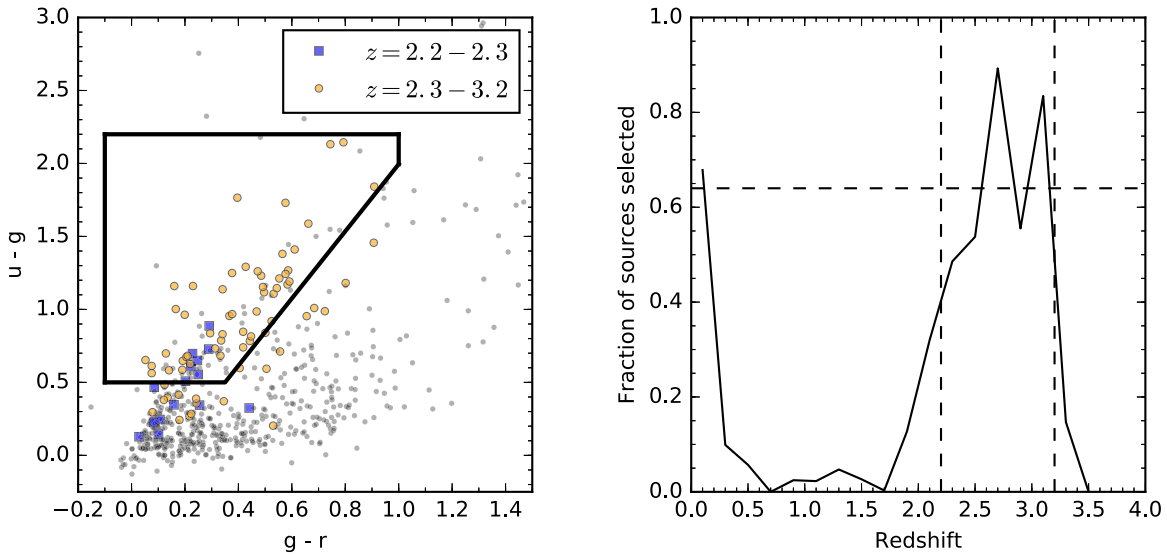 3.0
2.5
2.0
1.5
1.0
0.5
0.0
u - g
−0.2 0.0 0.2 0.4 0.6 0.8 1.0 1.2 1.4
g - r
z = 2.2 − 2.3
z = 2.3 − 3.2
1.0
0.8
0.6
0.4
0.2
0.0
Fraction of sources selected
0.0 0.5 1.0 1.5 2.0 2.5 3.0 3.5 4.0
Redshift